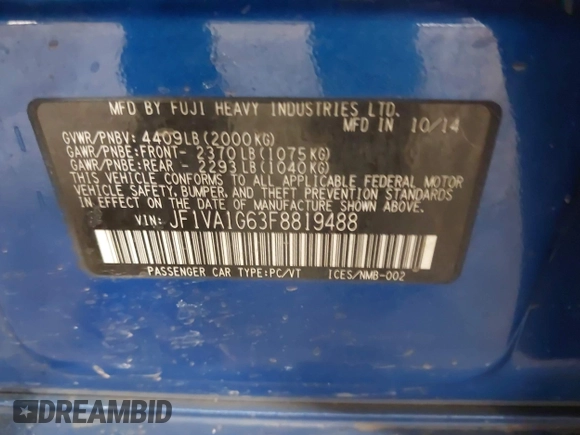 MFD BY FUJI HEAVY INDUSTRIES LTD.
MFD IN 10/14
GVWR/PNBV: 4409LB(2000KG)
GAWR/PNBE:FRONT- 2370LB(1075KG)
GAWR/PNBE:REAR - 2293LB(1040KG)
THIS VEHICLE CONFORMS TO ALL APPLICABLE FEDERAL MOTOR
VEHICLE SAFETY, BUMPER, AND THEFT PREVENTION STANDARDS
IN EFFECT ON THE DATE OF MANUFACTURE SHOWN ABOVE.
VIN: JF1VA1G63F8819488
PASSENGER CAR TYPE:PC/VT ICES/NMB-002
DREAMBID